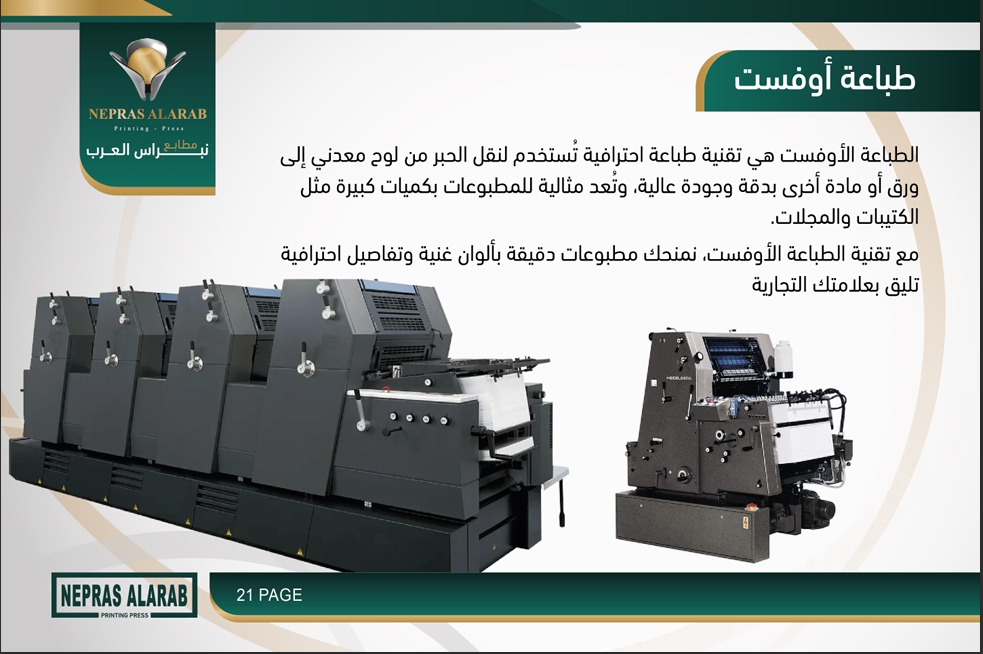 NEPRAS ALARAB
Printing - Press
مطابع
نبراس العرب
طباعة أوفست
الطباعة الأوفست هي تقنية طباعة احترافية تُستخدم لنقل الحبر من لوح معدني إلى
ورق أو مادة أخرى بدقة وجودة عالية، وتُعد مثالية للمطبوعات بكميات كبيرة مثل
الكتيبات والمجلات.
مع تقنية الطباعة الأوفست، نمنحك مطبوعات دقيقة بألوان غنية وتفاصيل احترافية
تليق بعلامتك التجارية
NEPRAS ALARAB
PRINTING PRESS
21 PAGE